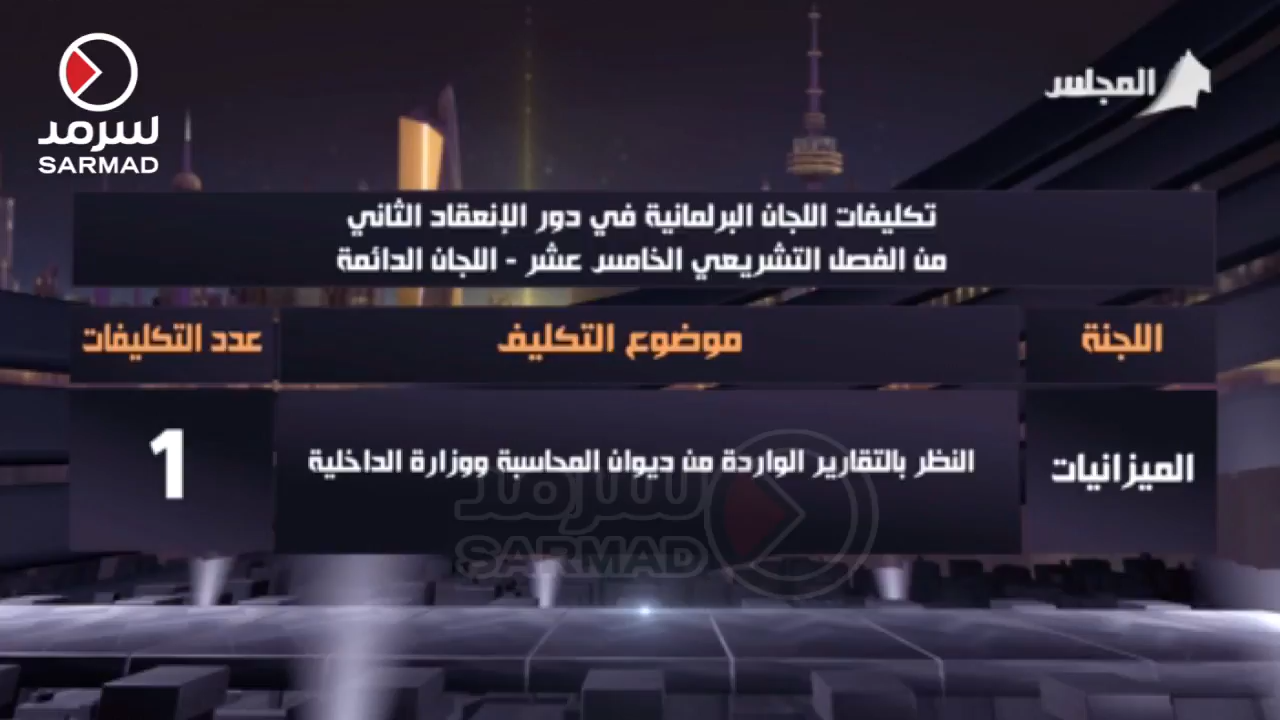 سرمد
SARMAD
المجلس
تكليفات اللجان البرلمانية في دور الإنعقاد الثاني
من الفصل التشريعي الخامس عشر - اللجان الدائمة
اللجنة
موضوع التكليف
عدد التكليفات
الميزانيات
النظر بالتقارير الواردة من ديوان المحاسبة ووزارة الداخلية
1
سرمد
SARMAD